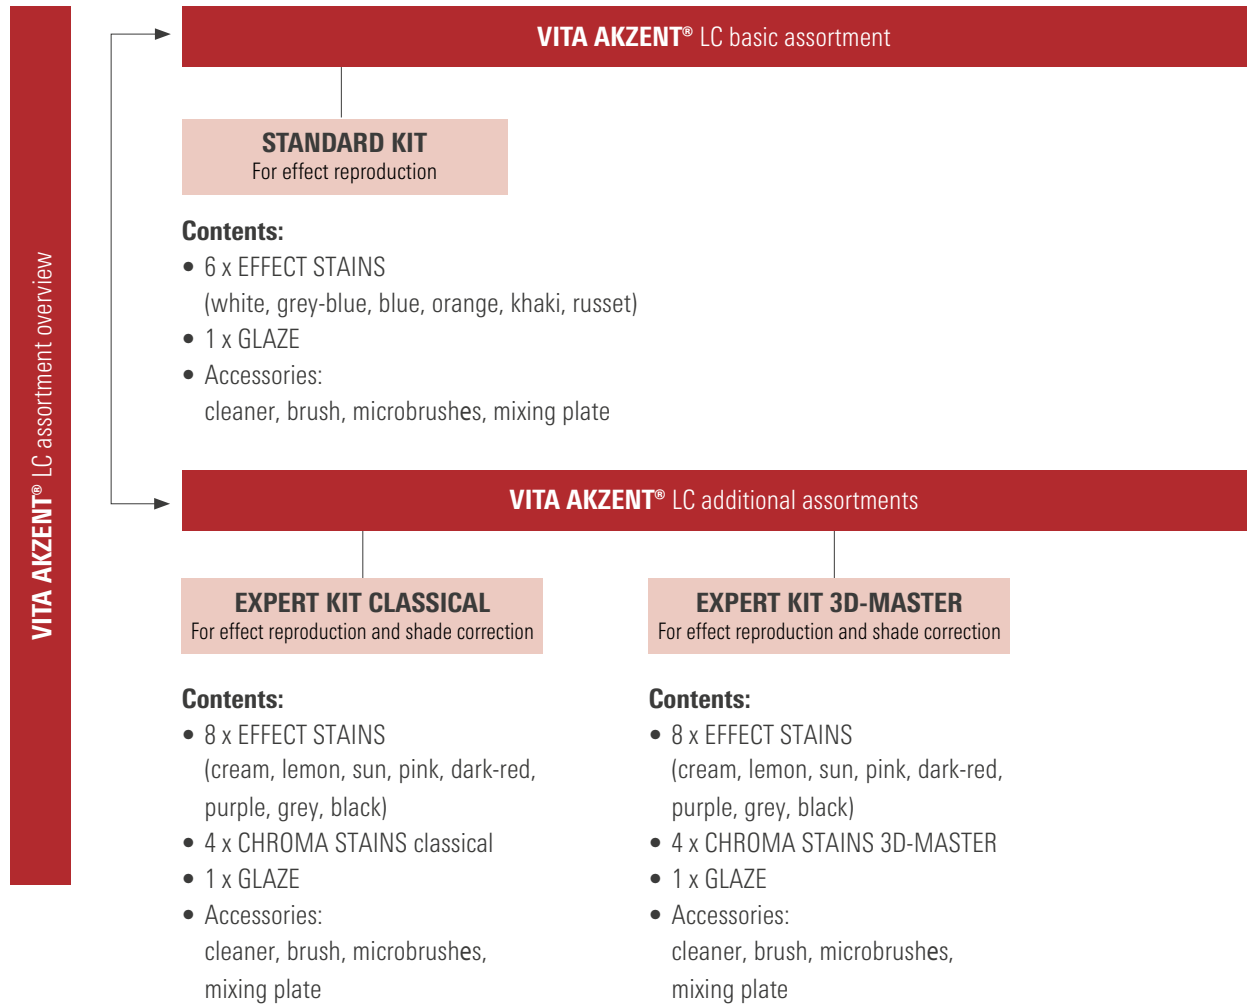 VITA AKZENT® LC assortment overview
VITA AKZENT® LC basic assortment
STANDARD KIT
For effect reproduction
Contents:
• 6 x EFFECT STAINS
(white, grey-blue, blue, orange, khaki, russet)
• 1 x GLAZE
• Accessories:
cleaner, brush, microbrushes, mixing plate
VITA AKZENT® LC additional assortments
EXPERT KIT CLASSICAL
For effect reproduction and shade correction
Contents:
• 8 x EFFECT STAINS
(cream, lemon, sun, pink, dark-red,
purple, grey, black)
• 4 x CHROMA STAINS classical
• 1 x GLAZE
• Accessories:
cleaner, brush, microbrushes,
mixing plate
EXPERT KIT 3D-MASTER
For effect reproduction and shade correction
Contents:
• 8 x EFFECT STAINS
(cream, lemon, sun, pink, dark-red,
purple, grey, black)
• 4 x CHROMA STAINS 3D-MASTER
• 1 x GLAZE
• Accessories:
cleaner, brush, microbrushes,
mixing plate